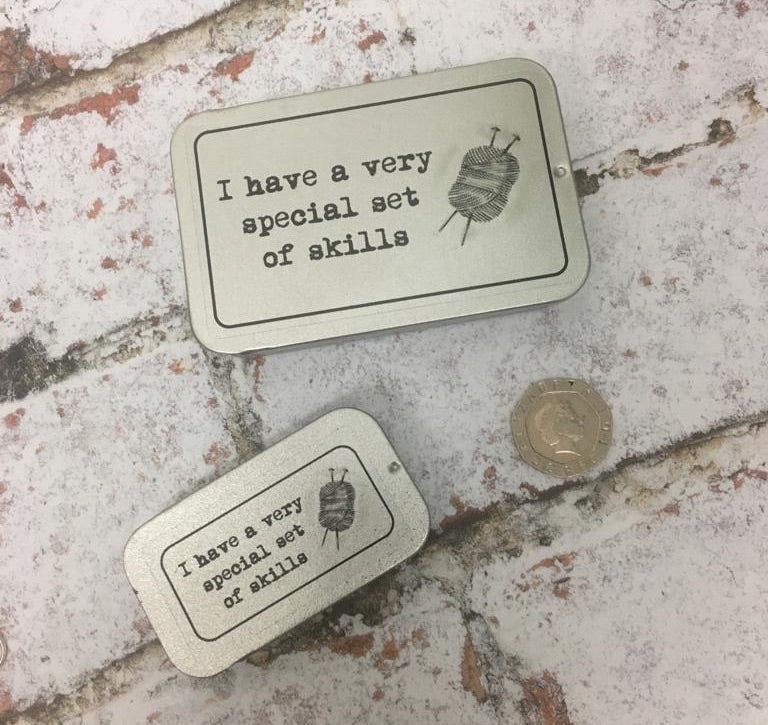 I have a very
special set
of skills
I have a very
special set
of skills